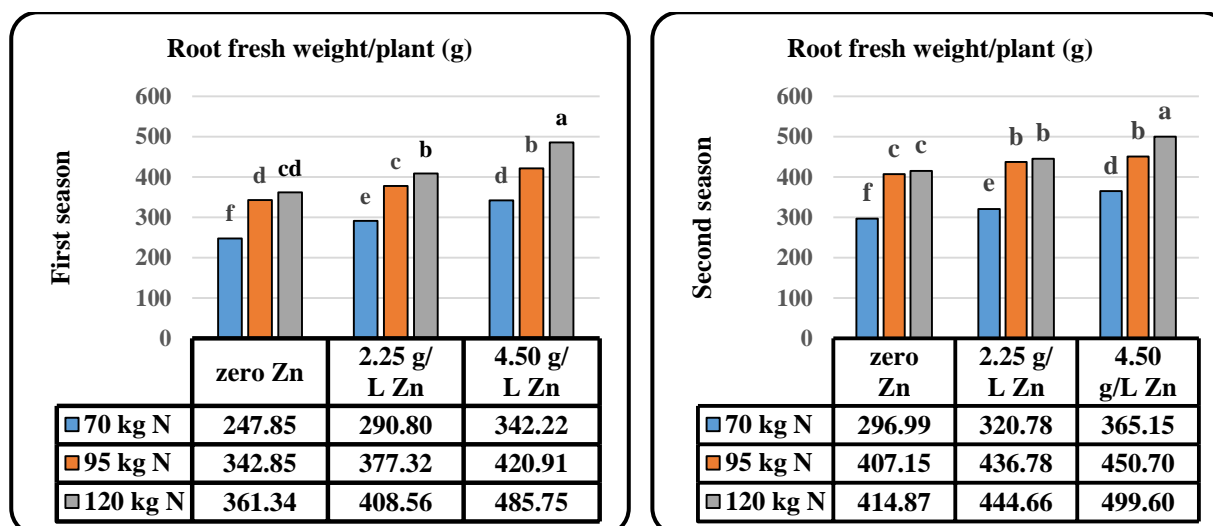 Root fresh weight/plant (g)
First season
600
500
400
300
200
100
0
f d cd e c b d b a
zero Zn 2.25 g/ L Zn 4.50 g/ L Zn
70 kg N 247.85 290.80 342.22
95 kg N 342.85 377.32 420.91
120 kg N 361.34 408.56 485.75
Root fresh weight/plant (g)
Second season
600
500
400
300
200
100
0
f c c e b b d b a
zero Zn 2.25 g/ L Zn 4.50 g/L Zn
70 kg N 296.99 320.78 365.15
95 kg N 407.15 436.78 450.70
120 kg N 414.87 444.66 499.60